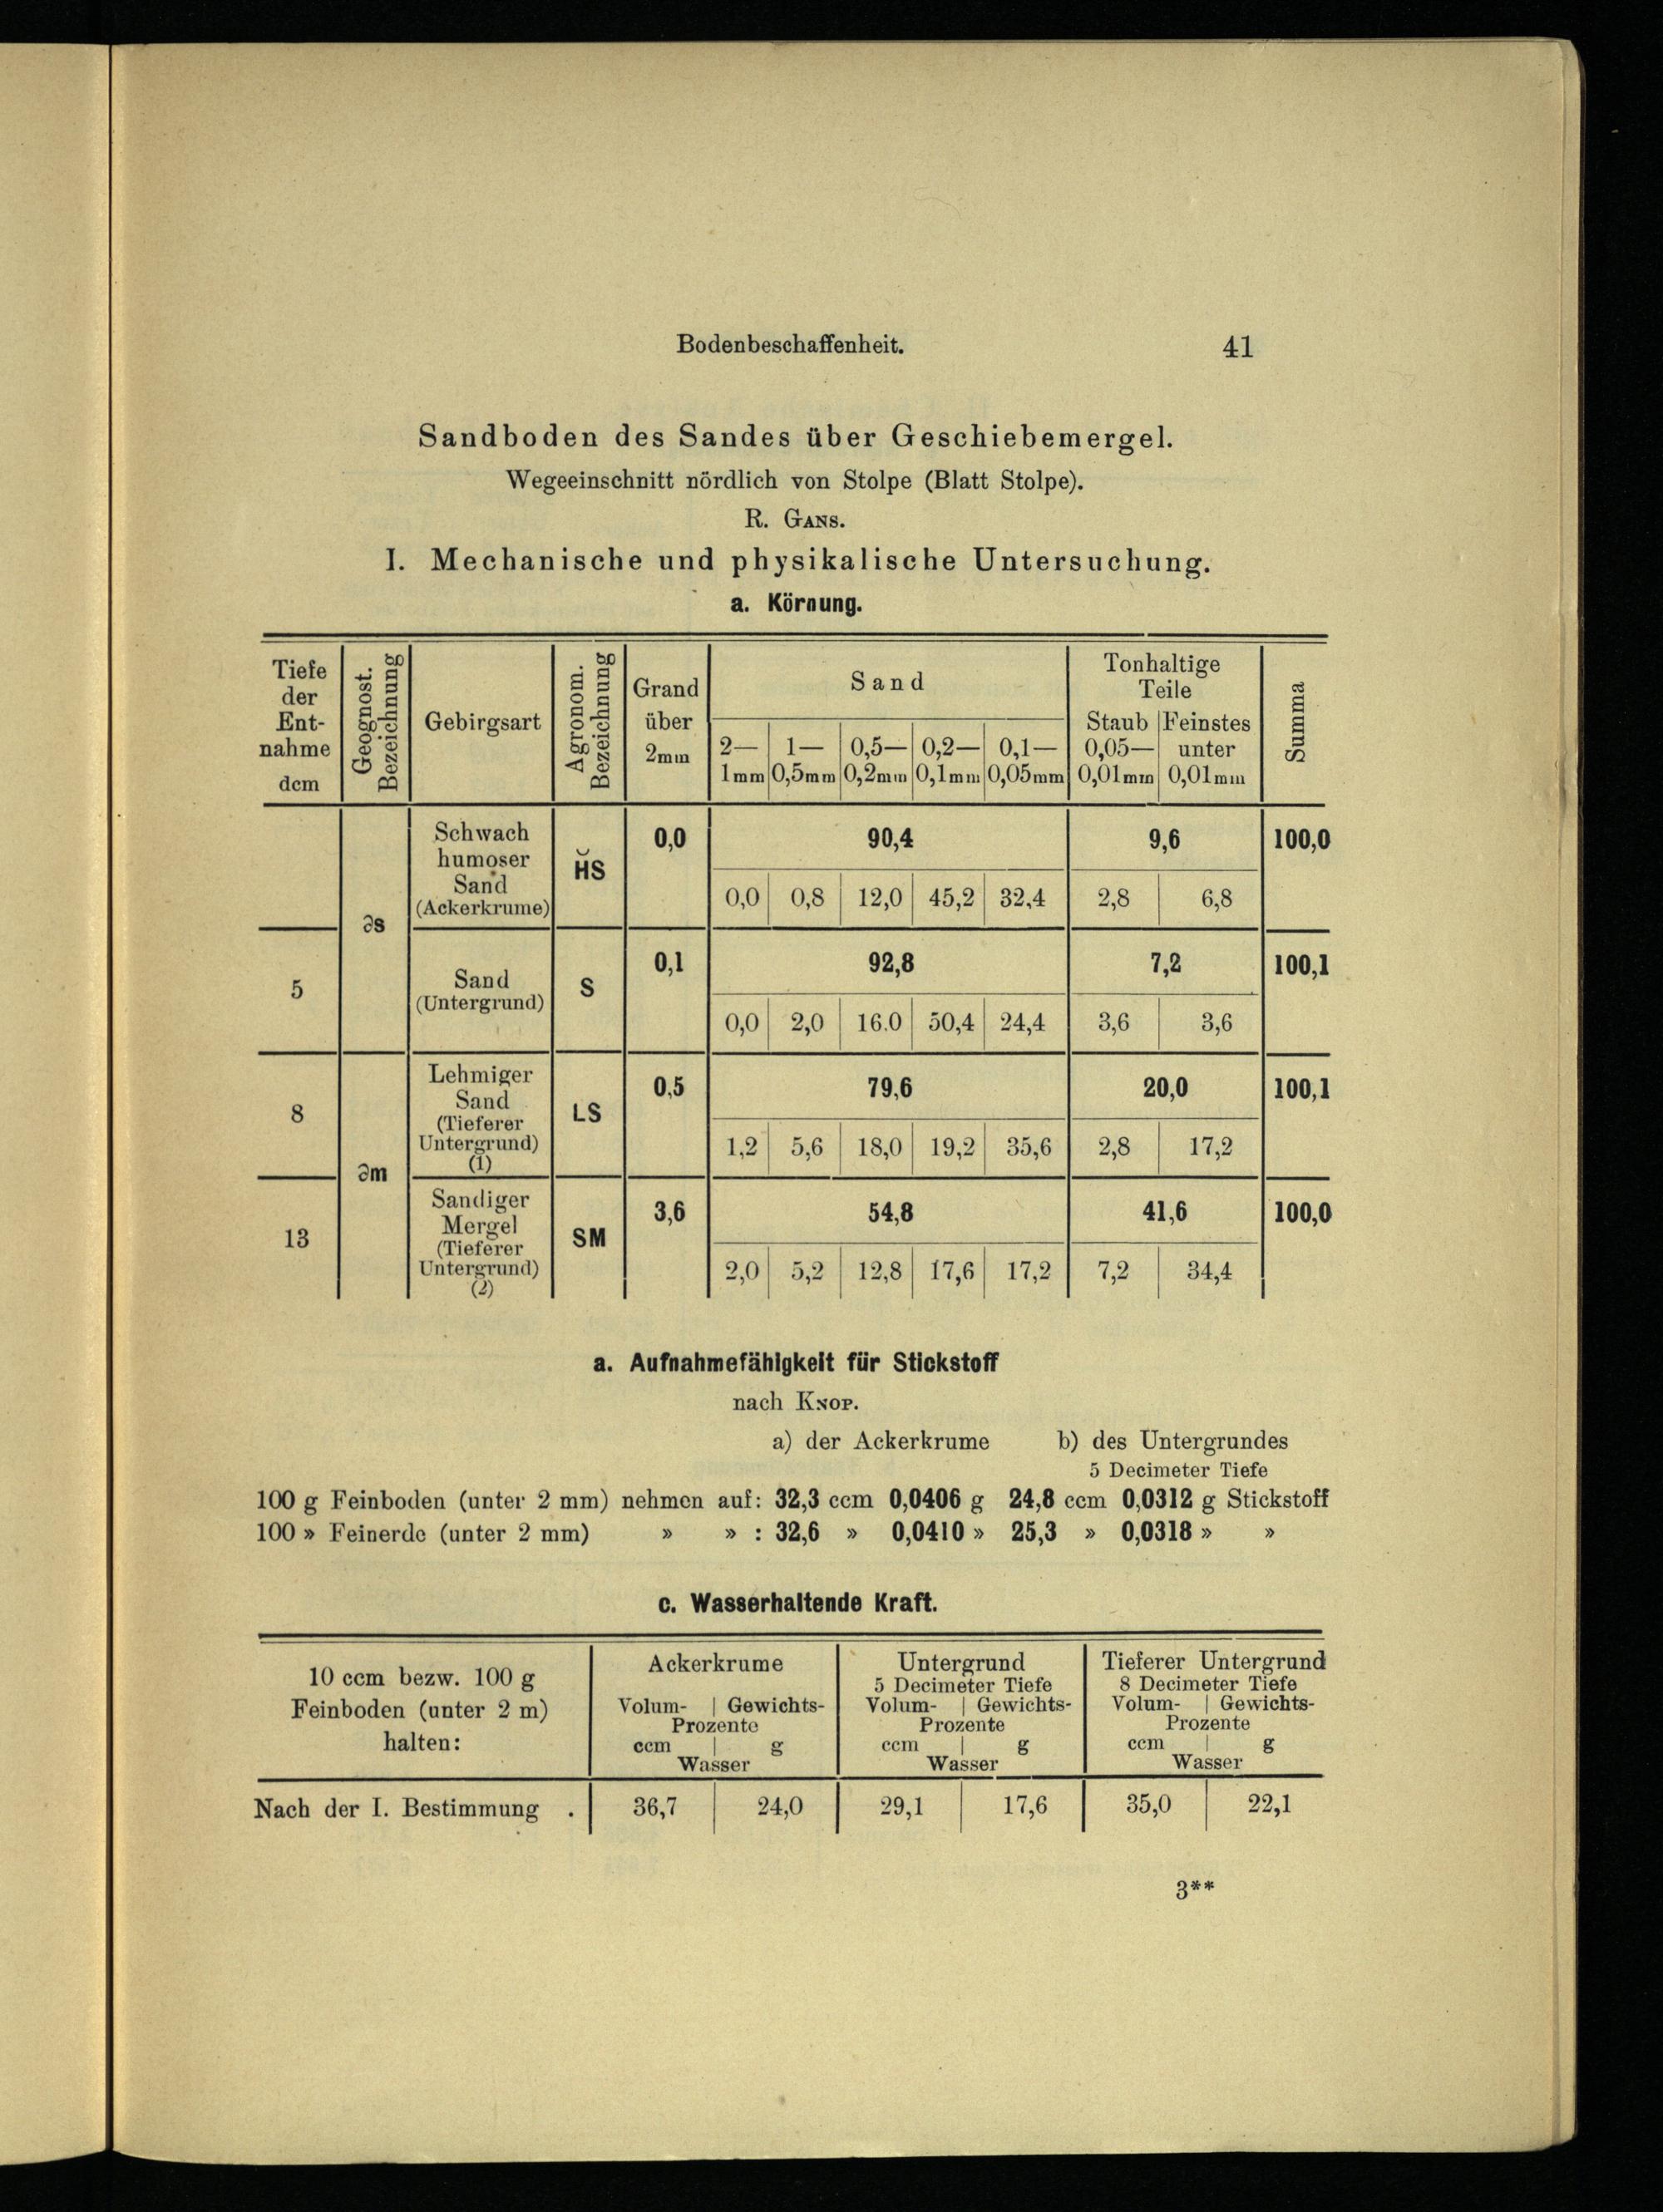 Bodenbeschaffenheit. 41
Sandboden des Sandes über Geschiebemergel.
Wegeeinschnitt nördlich von Stolpe (Blatt Stolpe).
R. Gans.
I. Mechanische und physikalische Untersuchung.
a. Körnung.
Tiefe der Ent- nahme dcm
Geognost. Bezeichnung
Gebirgsart
Agronom. Bezeichnung
Grand über 2mm
Sand
2— 1mm
1— 0,5mm
0,5— 0,2mm
0,2— 0,1mm
0,1— 0,05mm
Tonhaltige Teile
Staub 0,05— 0,01mm
Feinstes unter 0,01mm
Summa
∂s
Schwach humoser Sand (Ackerkrume)
H̆S
0,0 90,4 9,6 100,0
0,0 0,8 12,0 45,2 32,4 2,8 6,8
5
Sand (Untergrund)
S
0,1 92,8 7,2 100,1
0,0 2,0 16.0 50,4 24,4 3,6 3,6
∂m
8
Lehmiger Sand (Tieferer Untergrund) (1)
LS
0,5 79,6 20,0 100,1
1,2 5,6 18,0 19,2 35,6 2,8 17,2
13
Sandiger Mergel (Tieferer Untergrund) (2)
SM
3,6 54,8 41,6 100,0
2,0 5,2 12,8 17,6 17,2 7,2 34,4
a. Aufnahmefähigkeit für Stickstoff
nach Knop.
a) der Ackerkrume b) des Untergrundes
5 Decimeter Tiefe
100 g Feinboden (unter 2 mm) nehmen auf: 32,3 ccm 0,0406 g 24,8 ccm 0,0312 g Stickstoff
100 » Feinerde (unter 2 mm) » » : 32,6 » 0,0410 » 25,3 » 0,0318 » »
c. Wasserhaltende Kraft.
10 ccm bezw. 100 g
Feinboden (unter 2 m)
halten:
Ackerkrume
Volum- | Gewichts-
Prozente
ccm | g
Wasser
Untergrund
5 Decimeter Tiefe
Volum- | Gewichts-
Prozente
ccm | g
Wasser
Tieferer Untergrund
8 Decimeter Tiefe
Volum- | Gewichts-
Prozente
ccm | g
Wasser
Nach der I. Bestimmung . 36,7 24,0 29,1 17,6 35,0 22,1
3**